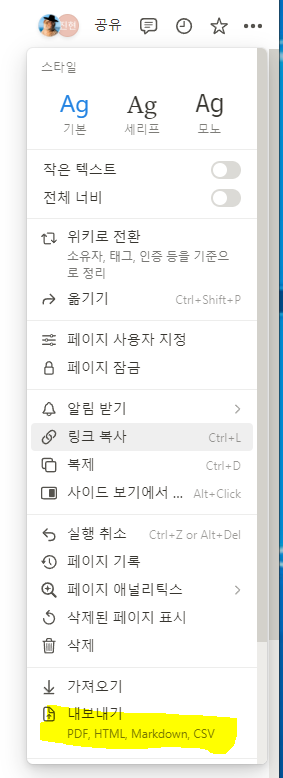 진현 공유
스타일
Ag Ag Ag
기본 세리프 모노
작은 텍스트
전체 너비
위키로 전환
소유자, 태그, 인증 등을 기준으
로 정리
옮기기 Ctrl+Shift+P
페이지 사용자 지정
페이지 잠금
알림 받기
링크 복사 Ctrl+L
복제 Ctrl+D
사이드 보기에서 ... Alt+Click
실행 취소 Ctrl+Z or Alt+Del
페이지 기록
페이지 애널리틱스
삭제된 페이지 표시
삭제
가져오기
내보내기
PDF, HTML, Markdown, CSV